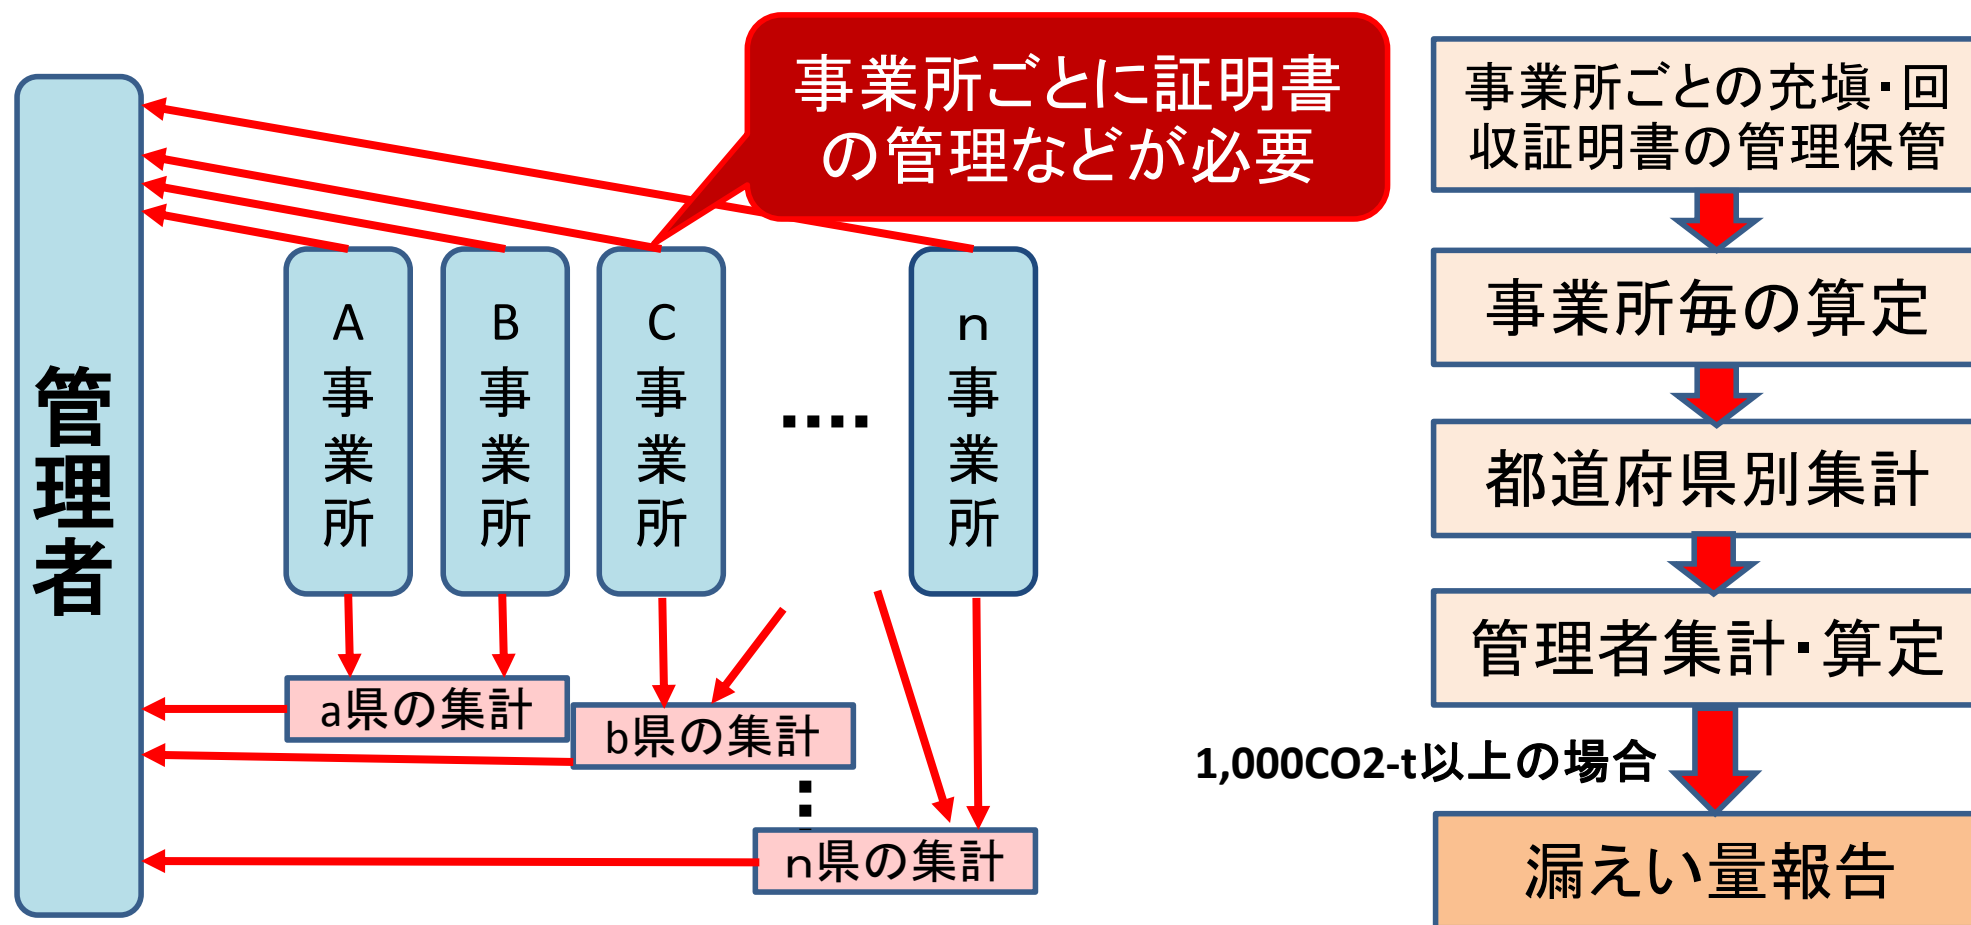 事業所ごとに証明書
の管理などが必要
管理者
A事業所
B事業所
C事業所
....
n事業所
a県の集計
b県の集計
n県の集計
事業所ごとの充塡・回
収証明書の管理保管
事業所毎の算定
都道府県別集計
管理者集計・算定
1,000CO2-t以上の場合
漏えい量報告